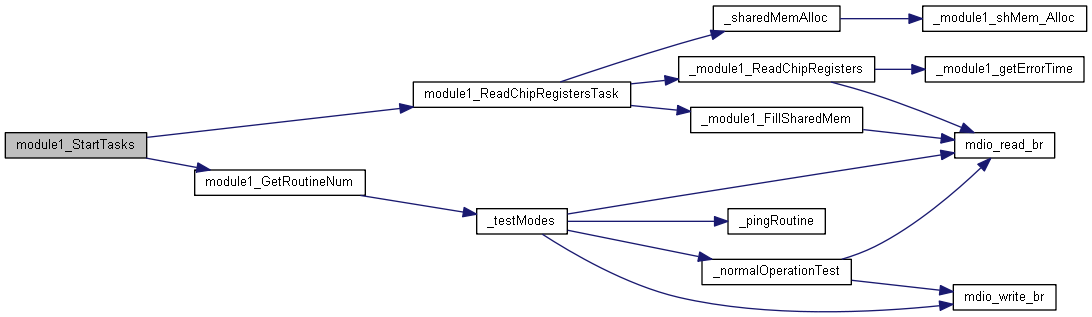 _sharedMemAlloc
_module1_shMem_Alloc
_module1_ReadChipRegisters
_module1_getErrorTime
module1_ReadChipRegistersTask
_module1_FillSharedMem
module1_StartTasks
mdio_read_br
module1_GetRoutineNum
_testModes
_pingRoutine
_normalOperationTest
mdio_write_br